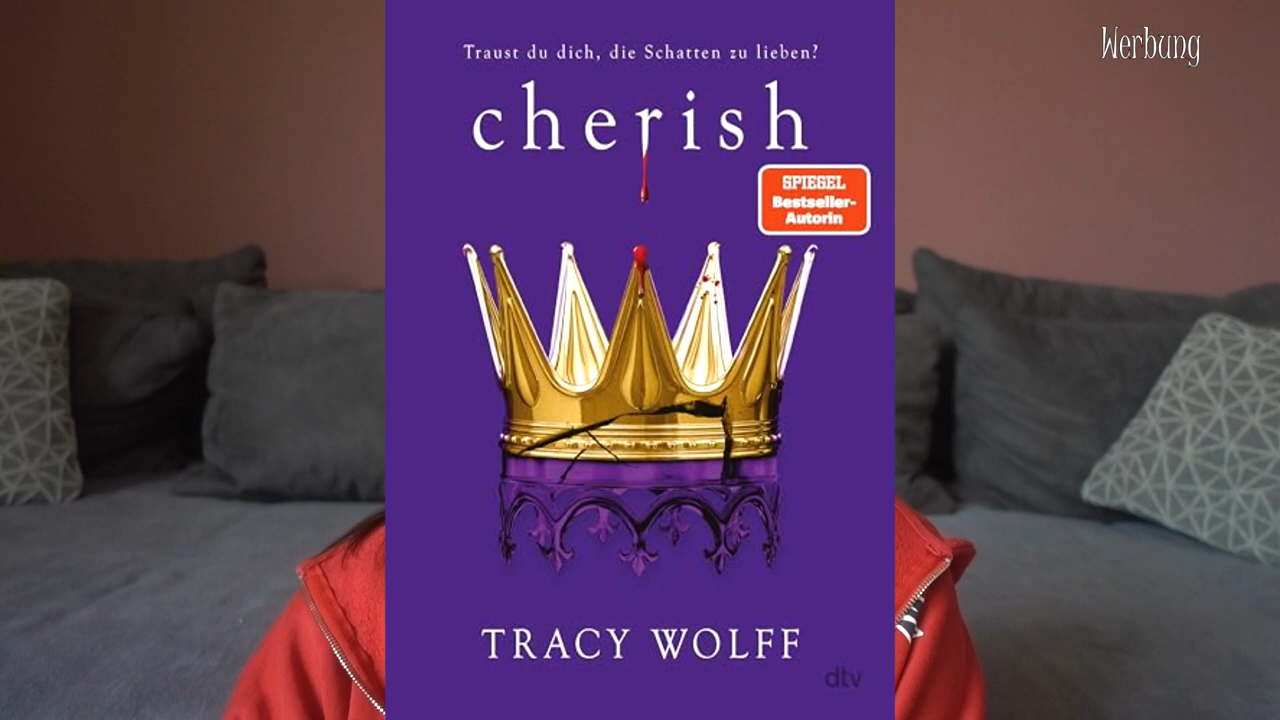 Werbung
Traust du dich, die Schatten zu lieben?
cherish
SPIEGEL
Bestseller-
Autorin
TRACY WOLFF
dtv